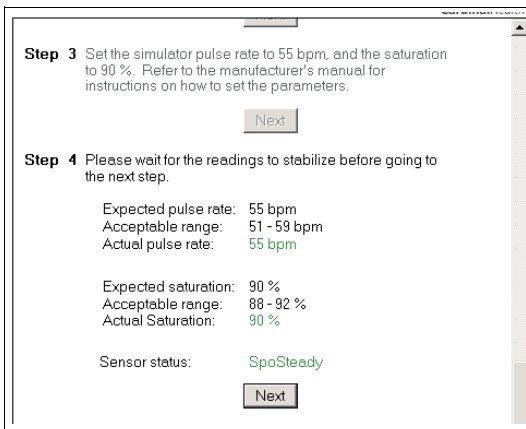 Step 3 Set the simulator pulse rate to 55 bpm, and the saturation
to 90 %. Refer to the manufacturer's manual for
instructions on how to set the parameters.
Next
Step 4 Please wait for the readings to stabilize before going to
the next step.
Expected pulse rate: 55 bpm
Acceptable range: 51 - 59 bpm
Actual pulse rate: 55 bpm
Expected saturation: 90 %
Acceptable range: 88 - 92 %
Actual Saturation: 90 %
Sensor status: SpoSteady
Next